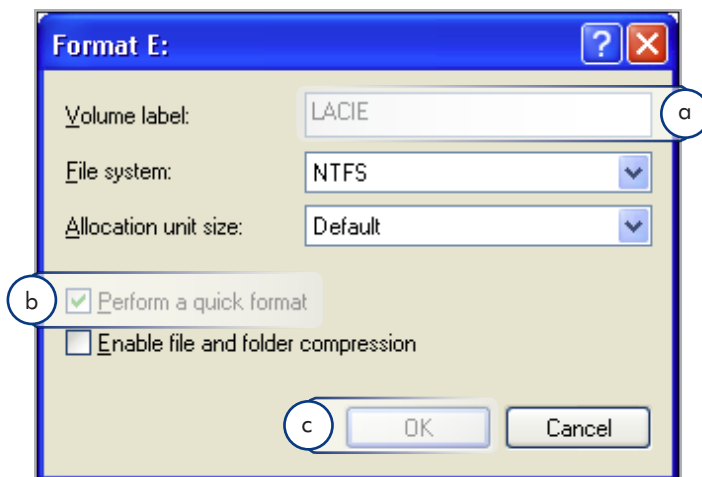 Format E:
Volume label: LACIE a
File system: NTFS
Allocation unit size: Default
b Perform a quick format
Enable file and folder compression
c OK Cancel